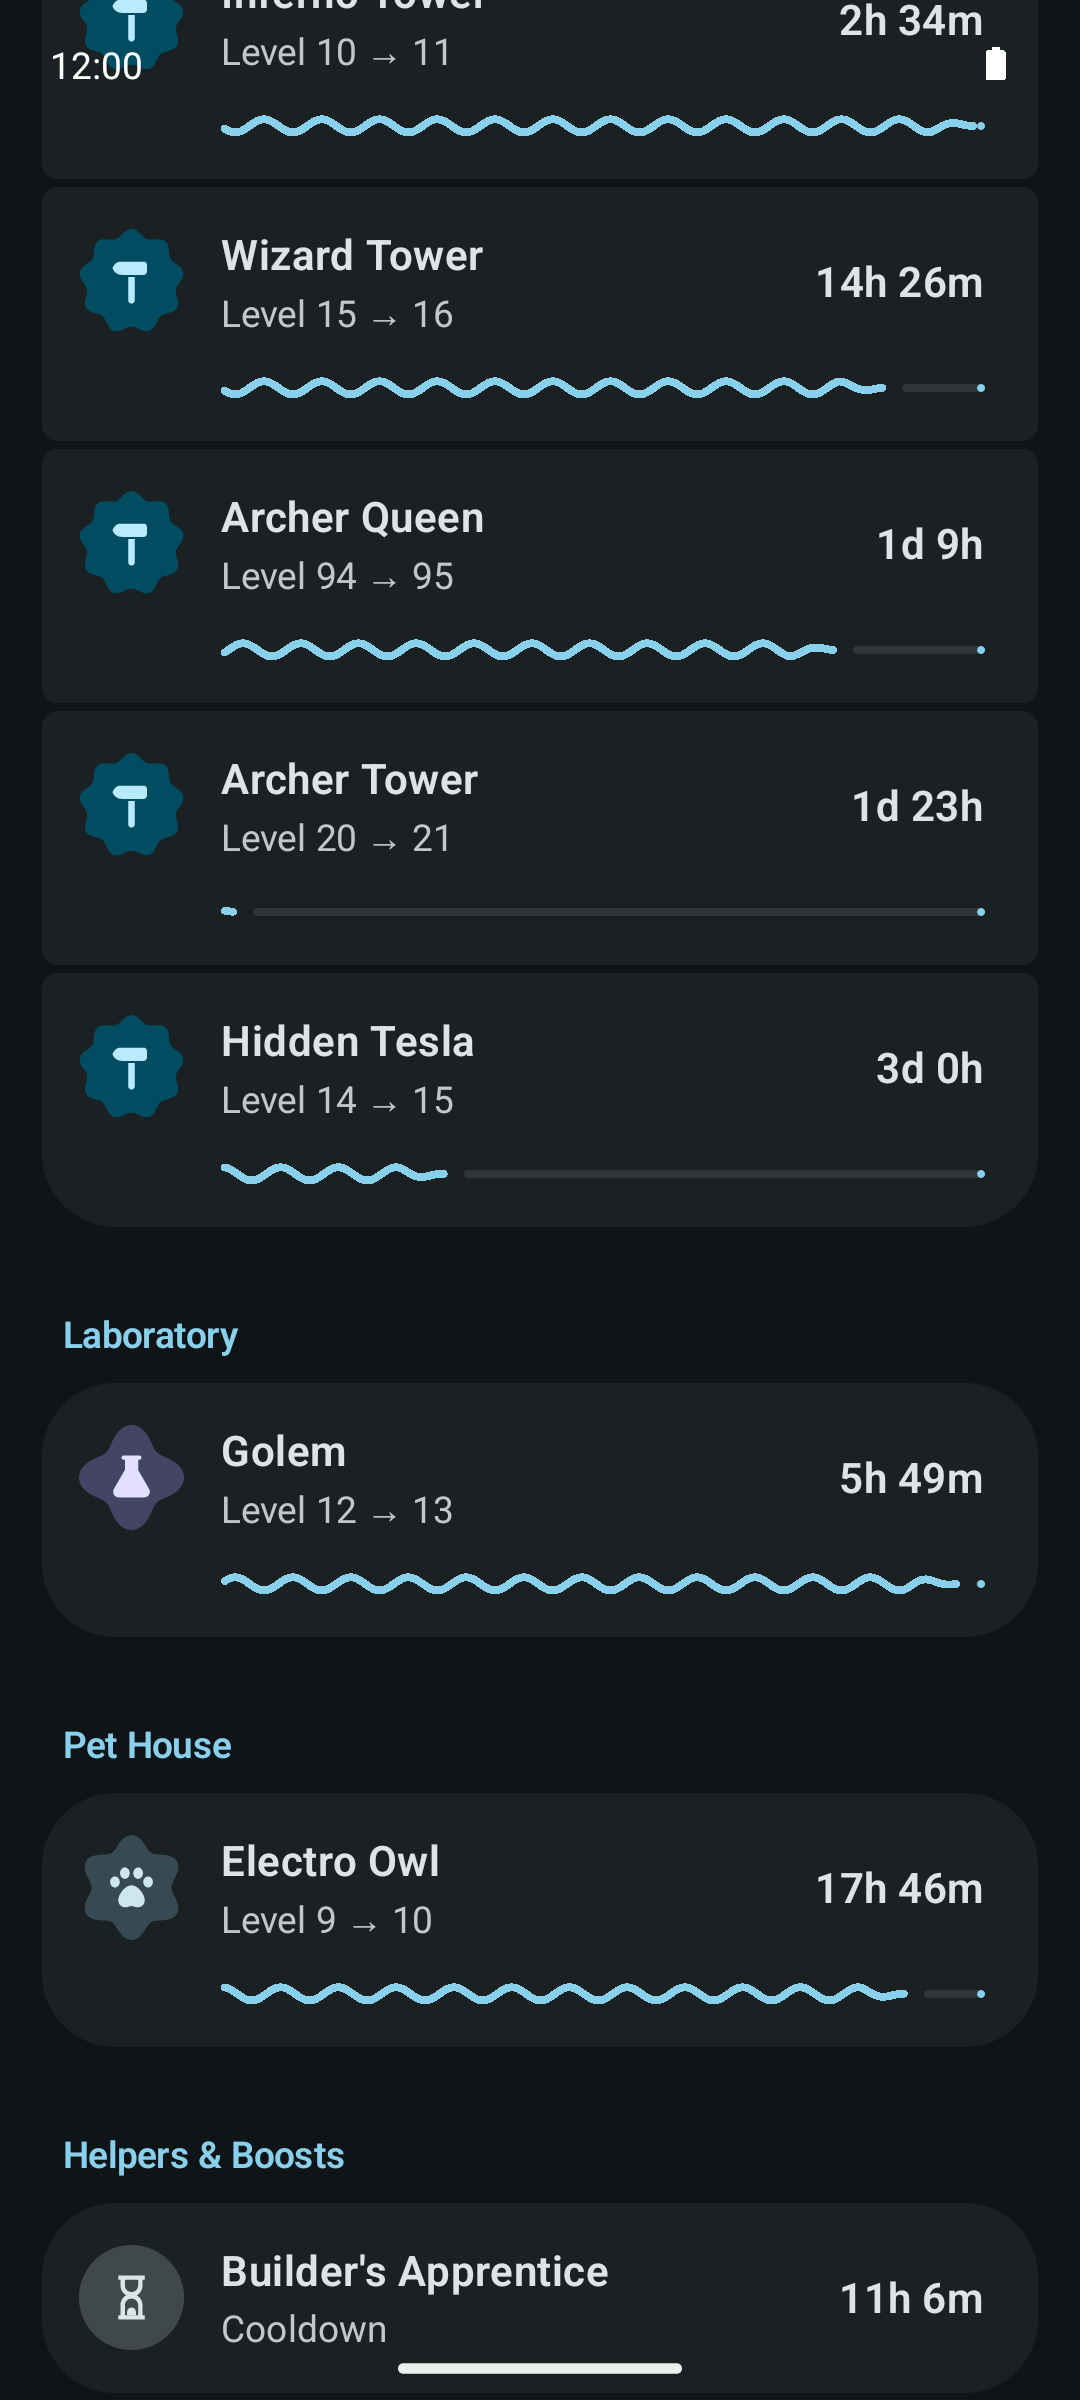 Inferno Tower
2h 34m
Level 10 → 11
12:00
Wizard Tower
14h 26m
Level 15 → 16
Archer Queen
1d 9h
Level 94 → 95
Archer Tower
1d 23h
Level 20 → 21
Hidden Tesla
3d 0h
Level 14 → 15
Laboratory
Golem
5h 49m
Level 12 → 13
Pet House
Electro Owl
17h 46m
Level 9 → 10
Helpers & Boosts
Builder's Apprentice
11h 6m
Cooldown